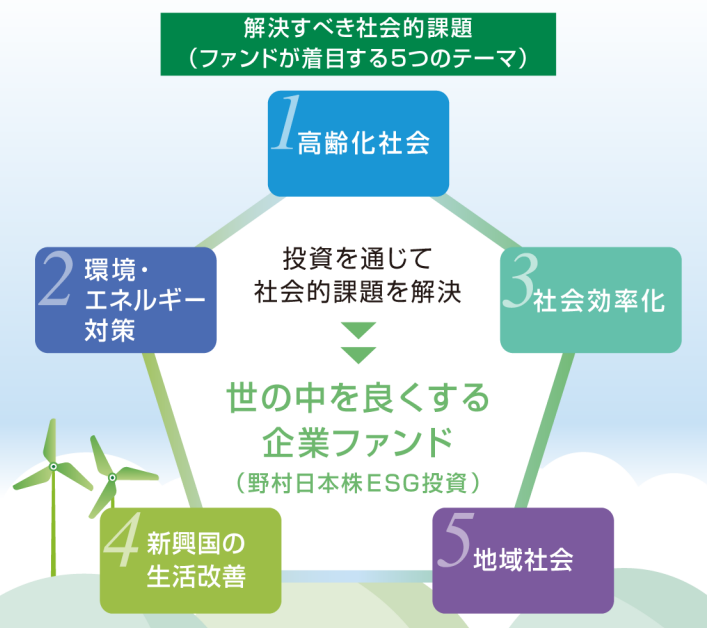 解決すべき社会的課題
（ファンドが着目する5つのテーマ）
1
高齢化社会
2
環境・
エネルギー
対策
3
社会効率化
投資を通じて
社会的課題を解決
世の中を良くする
企業ファンド
（野村日本株ESG投資）
4
新興国の
生活改善
5
地域社会